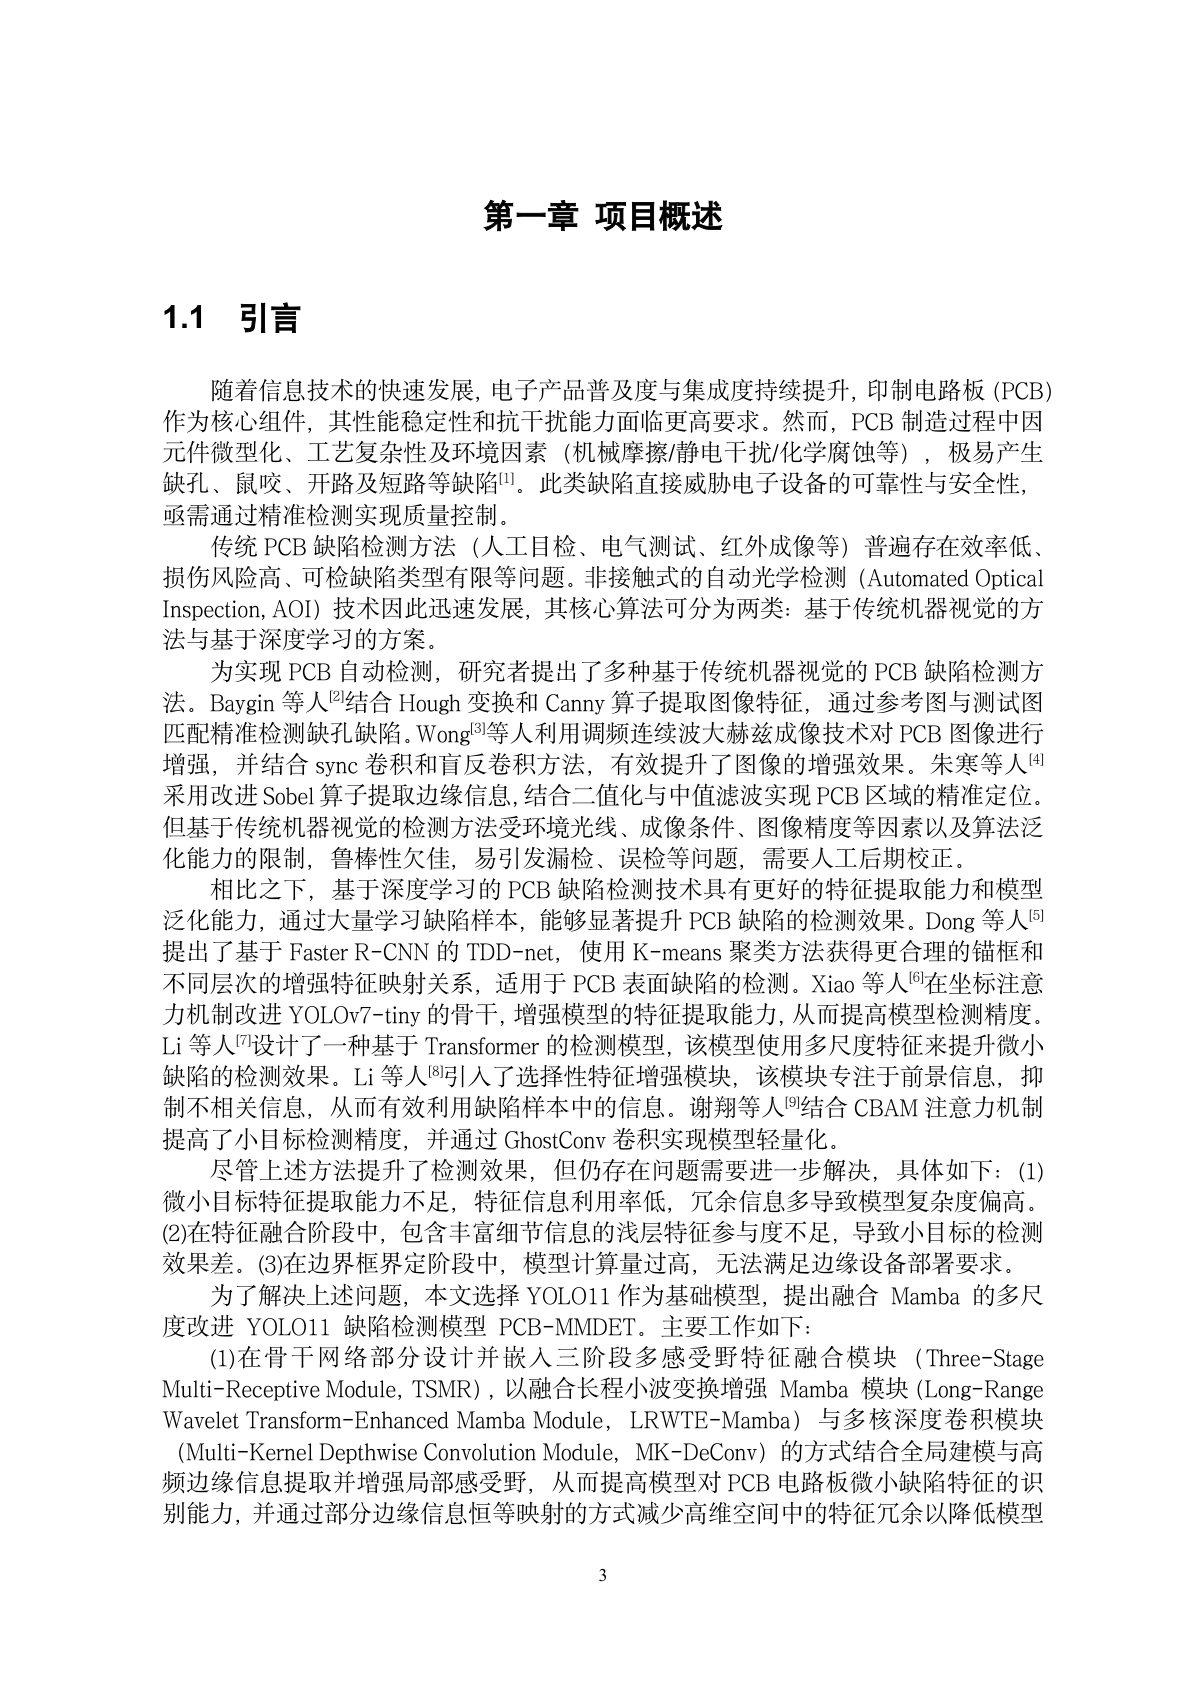 第一章 项目概述
1.1 引言
随着信息技术的快速发展, 电子产品普及度与集成度持续提升, 印制电路板 (PCB)
作为核心组件，其性能稳定性和抗干扰能力面临更高要求。然而，PCB 制造过程中因
元件微型化、工艺复杂性及环境因素（机械摩擦/静电干扰/化学腐蚀等），极易产生
缺孔、鼠咬、开路及短路等缺陷[1]。此类缺陷直接威胁电子设备的可靠性与安全性，
亟需通过精准检测实现质量控制。
传统 PCB 缺陷检测方法（人工目检、电气测试、红外成像等）普遍存在效率低、
损伤风险高、可检缺陷类型有限等问题。非接触式的自动光学检测（Automated Optical
Inspection, AOI）技术因此迅速发展，其核心算法可分为两类：基于传统机器视觉的方
法与基于深度学习的方案。
为实现 PCB 自动检测，研究者提出了多种基于传统机器视觉的 PCB 缺陷检测方
法。Baygin 等人[2]结合 Hough 变换和 Canny 算子提取图像特征，通过参考图与测试图
匹配精准检测缺孔缺陷。Wong[3]等人利用调频连续波太赫兹成像技术对 PCB 图像进行
增强，并结合 sync 卷积和盲反卷积方法，有效提升了图像的增强效果。朱寒等人[4]
采用改进 Sobel 算子提取边缘信息, 结合二值化与中值滤波实现 PCB 区域的精准定位。
但基于传统机器视觉的检测方法受环境光线、成像条件、图像精度等因素以及算法泛
化能力的限制，鲁棒性欠佳，易引发漏检、误检等问题，需要人工后期校正。
相比之下，基于深度学习的 PCB 缺陷检测技术具有更好的特征提取能力和模型
泛化能力，通过大量学习缺陷样本，能够显著提升 PCB 缺陷的检测效果。Dong 等人[5]
提出了基于 Faster R-CNN 的 TDD-net，使用 K-means 聚类方法获得更合理的锚框和
不同层次的增强特征映射关系，适用于 PCB 表面缺陷的检测。Xiao 等人[6]在坐标注意
力机制改进 YOLOv7-tiny 的骨干, 增强模型的特征提取能力, 从而提高模型检测精度。
Li 等人[7]设计了一种基于 Transformer 的检测模型, 该模型使用多尺度特征来提升微小
缺陷的检测效果。Li 等人[8]引入了选择性特征增强模块，该模块专注于前景信息，抑
制不相关信息，从而有效利用缺陷样本中的信息。谢翔等人[9]结合 CBAM 注意力机制
提高了小目标检测精度，并通过 GhostConv 卷积实现模型轻量化。
尽管上述方法提升了检测效果，但仍存在问题需要进一步解决，具体如下：(1)
微小目标特征提取能力不足，特征信息利用率低，冗余信息多导致模型复杂度偏高。
(2)在特征融合阶段中，包含丰富细节信息的浅层特征参与度不足，导致小目标的检测
效果差。(3)在边界框界定阶段中，模型计算量过高，无法满足边缘设备部署要求。
为了解决上述问题，本文选择 YOLO11 作为基础模型，提出融合 Mamba 的多尺
度改进 YOLO11 缺陷检测模型 PCB-MMDET。主要工作如下：
(1)在骨干网络部分设计并嵌入三阶段多感受野特征融合模块（Three-Stage
Multi-Receptive Module, TSMR），以融合长程小波变换增强 Mamba 模块（Long-Range
Wavelet Transform-Enhanced Mamba Module，LRWTE-Mamba）与多核深度卷积模块
（Multi-Kernel Depthwise Convolution Module，MK-DeConv）的方式结合全局建模与高
频边缘信息提取并增强局部感受野，从而提高模型对 PCB 电路板微小缺陷特征的识
别能力, 并通过部分边缘信息恒等映射的方式减少高维空间中的特征冗余以降低模型
3